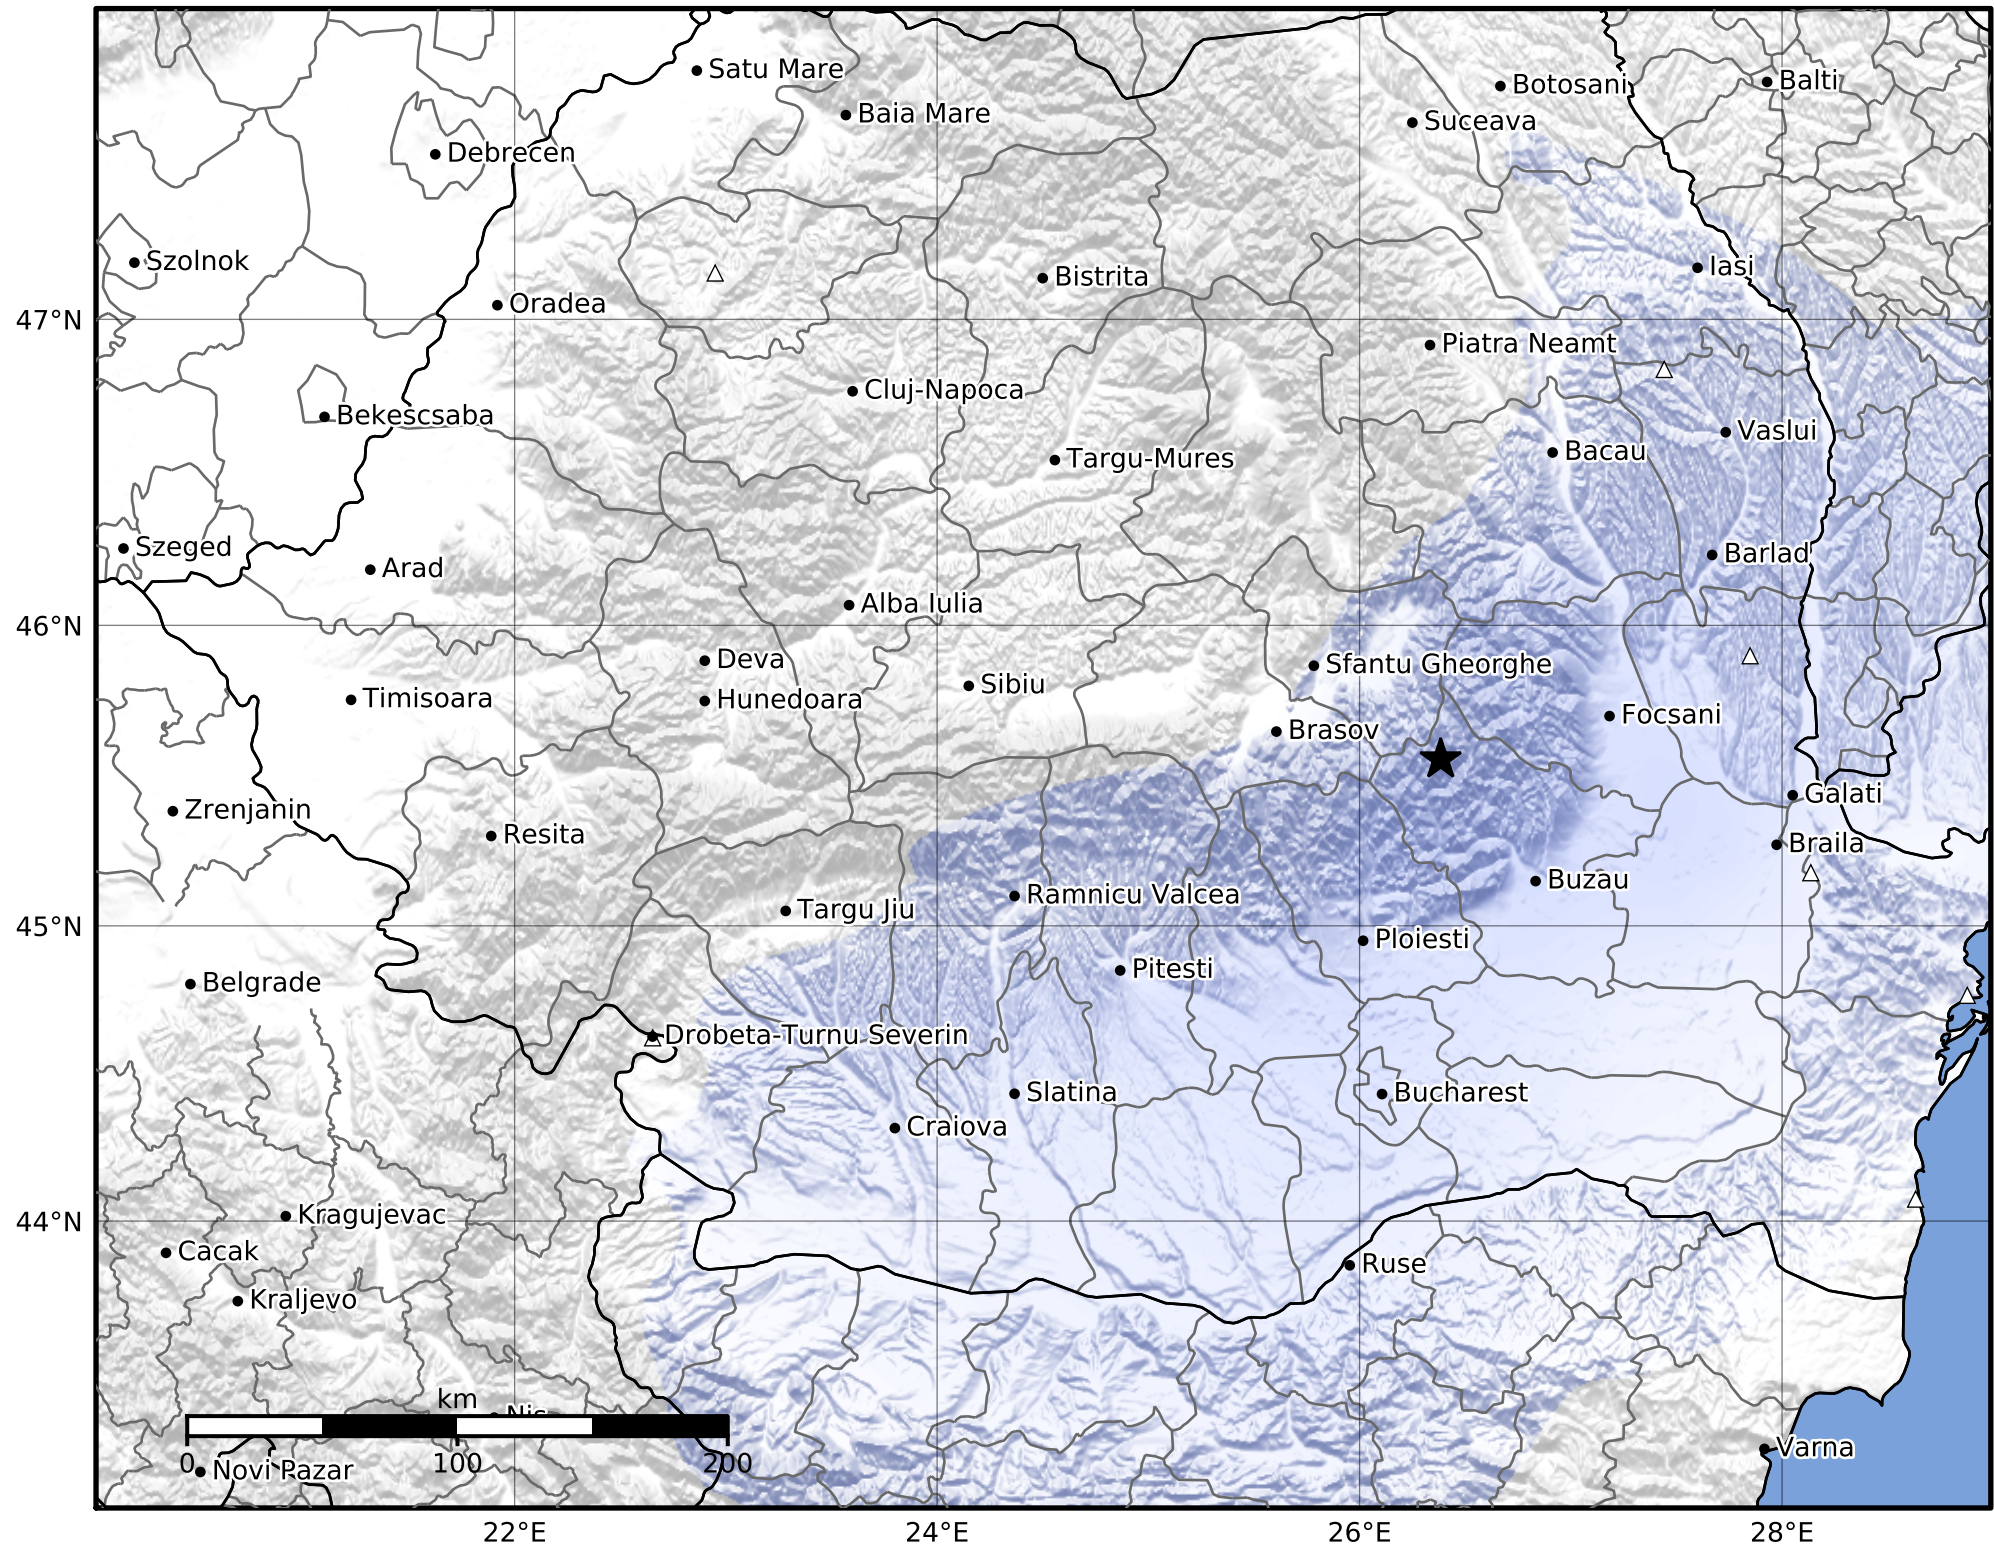 Satu Mare
Balti
Botosani
Baia Mare
Suceava
Debrecen
Szolnok
Iasi
Bistrita
Oradea
47°N
Piatra Neamt
Cluj-Napoca
Bekescsaba
Vaslui
Bacau
Targu-Mures
Szeged
Barlad
Arad
Alba Iulia
46°N
Deva
Sfantu Gheorghe
Sibiu
Timisoara
Hunedoara
Focsani
Brasov
Galati
Zrenjanin
Resita
Braila
Buzau
Ramnicu Valcea
Targu Jiu
45°N
Ploiesti
Pitesti
Belgrade
Drobeta-Turnu Severin
Slatina
Bucharest
Craiova
Kragujevac
44°N
Cacak
Ruse
Kraljevo
km
Nis
Varna
0 100 200
Novi Pazar
22°E 24°E 26°E 28°E